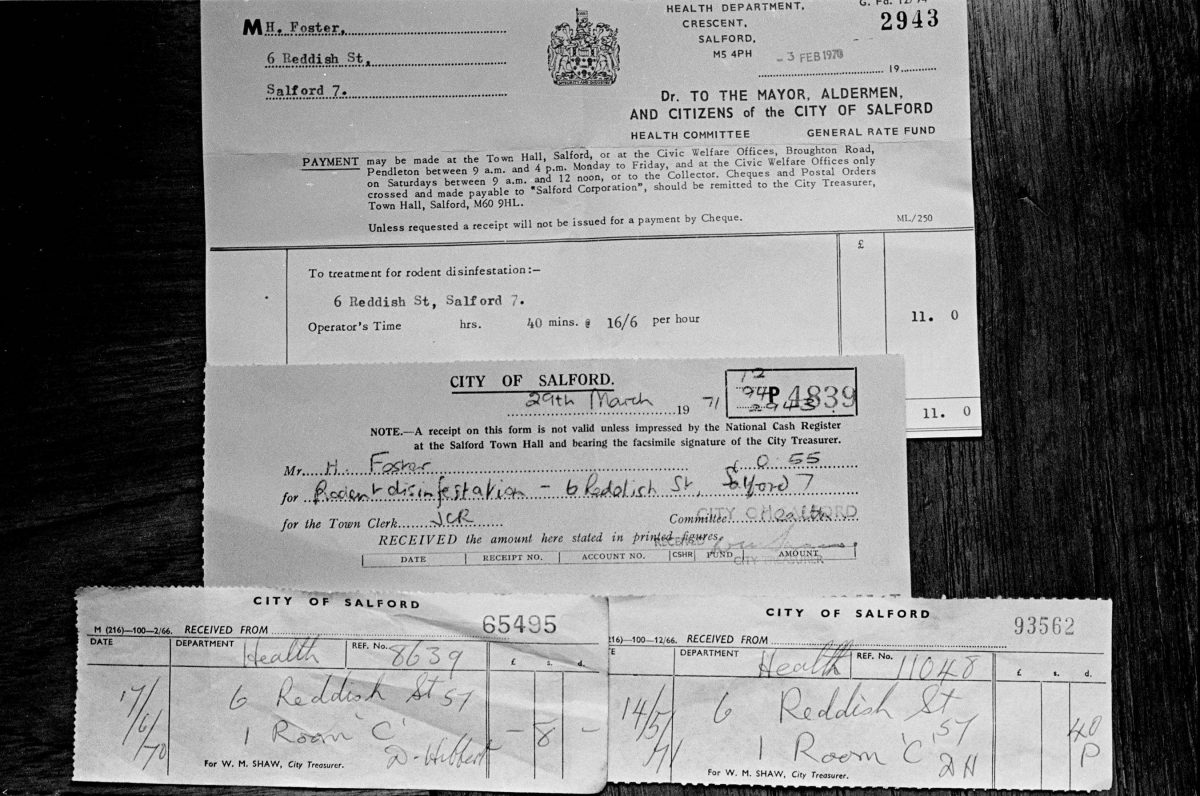 HEALTH DEPARTMENT,
CRESCENT,
SALFORD,
M5 4PH
2943
3 FEB 1970
19
M H. Foster,
6 Reddish St,
Salford 7.
Dr. TO THE MAYOR, ALDERMEN,
AND CITIZENS of the CITY OF SALFORD
HEALTH COMMITTEE GENERAL RATE FUND
PAYMENT may be made at the Town Hall, Salford, or at the Civic Welfare Offices, Broughton Road,
Pendleton between 9 a.m. and 4 p.m. Monday to Friday, and at the Civic Welfare Offices only
on Saturdays between 9 a.m. and 12 noon, or to the Collector. Cheques and Postal Orders
crossed and made payable to "Salford Corporation", should be remitted to the City Treasurer,
Town Hall, Salford, M60 9HL.
Unless requested a receipt will not be issued for a payment by Cheque.
ML/250
£
To treatment for rodent disinfestation:—
6 Reddish St, Salford 7.
Operator's Time hrs. 40 mins. @ 16/6 per hour
11. 0
11. 0
CITY OF SALFORD.
29th March 19 71
12
94
2943
P 4839
NOTE.—A receipt on this form is not valid unless impressed by the National Cash Register
at the Salford Town Hall and bearing the facsimile signature of the City Treasurer.
Mr. H. Foster £ 0.55
for Rodent disinfestation - 6 Reddish St, Salford 7
for the Town Clerk JCR Committee Health
CITY OF SALFORD
RECEIVED the amount here stated in printed figures.
RECEIVED
CITY TREASURER
DATE RECEIPT NO. ACCOUNT NO. CSHR FUND AMOUNT
CITY OF SALFORD
65495
M (216)—100—2/66. RECEIVED FROM
DATE DEPARTMENT Health REF. No. 8639 £ s. d.
17/6/70 6 Reddish St S7
1 Room 'C' - 8 -
D. Hibbert
For W. M. SHAW, City Treasurer.
CITY OF SALFORD
93562
216)—100—12/66. RECEIVED FROM
DEPARTMENT Health REF. No. 11048 £ s. d.
14/5/71 6 Reddish St S7
1 Room 'C' 40 P
DH
For W. M. SHAW, City Treasurer.